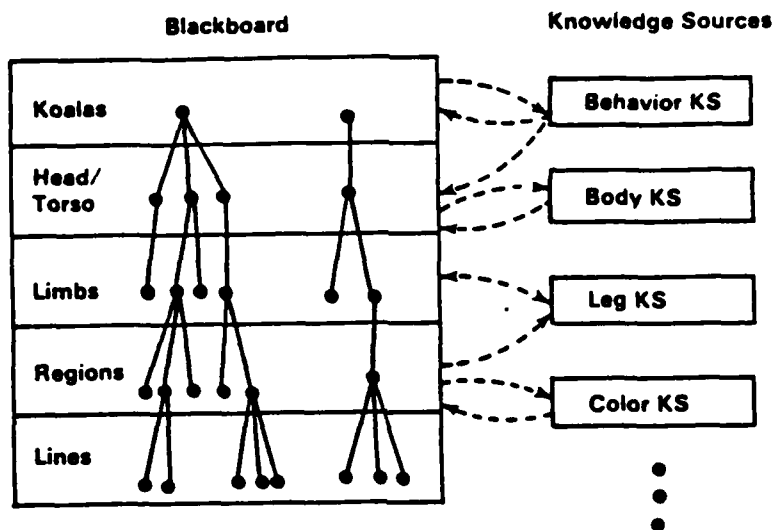 Blackboard
Knowledge Sources
Koalas
Head/
Torso
Limbs
Regions
Lines
Behavior KS
Body KS
Leg KS
Color KS